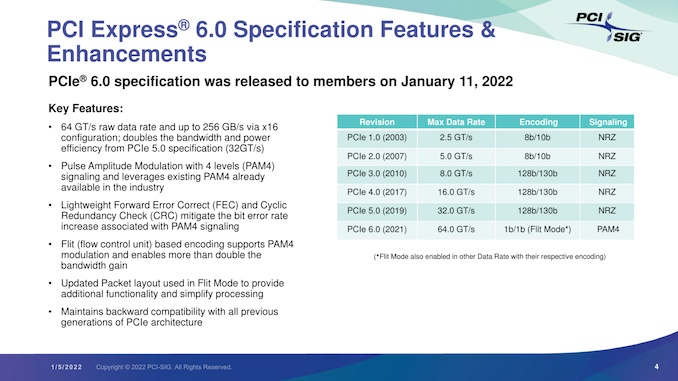 PCI Express® 6.0 Specification Features &
Enhancements
PCI
SIG®
PCIe® 6.0 specification was released to members on January 11, 2022
Key Features:
• 64 GT/s raw data rate and up to 256 GB/s via x16
configuration; doubles the bandwidth and power
efficiency from PCIe 5.0 specification (32GT/s)
• Pulse Amplitude Modulation with 4 levels (PAM4)
signaling and leverages existing PAM4 already
available in the industry
• Lightweight Forward Error Correct (FEC) and Cyclic
Redundancy Check (CRC) mitigate the bit error rate
increase associated with PAM4 signaling
• Flit (flow control unit) based encoding supports PAM4
modulation and enables more than double the
bandwidth gain
• Updated Packet layout used in Flit Mode to provide
additional functionality and simplify processing
• Maintains backward compatibility with all previous
generations of PCIe architecture
Revision Max Data Rate Encoding Signaling
PCIe 1.0 (2003) 2.5 GT/s 8b/10b NRZ
PCIe 2.0 (2007) 5.0 GT/s 8b/10b NRZ
PCIe 3.0 (2010) 8.0 GT/s 128b/130b NRZ
PCIe 4.0 (2017) 16.0 GT/s 128b/130b NRZ
PCIe 5.0 (2019) 32.0 GT/s 128b/130b NRZ
PCIe 6.0 (2021) 64.0 GT/s 1b/1b (Flit Mode*) PAM4
(*Flit Mode also enabled in other Data Rate with their respective encoding)
1/5/2022 Copyright © 2022 PCI-SIG. All Rights Reserved. 4